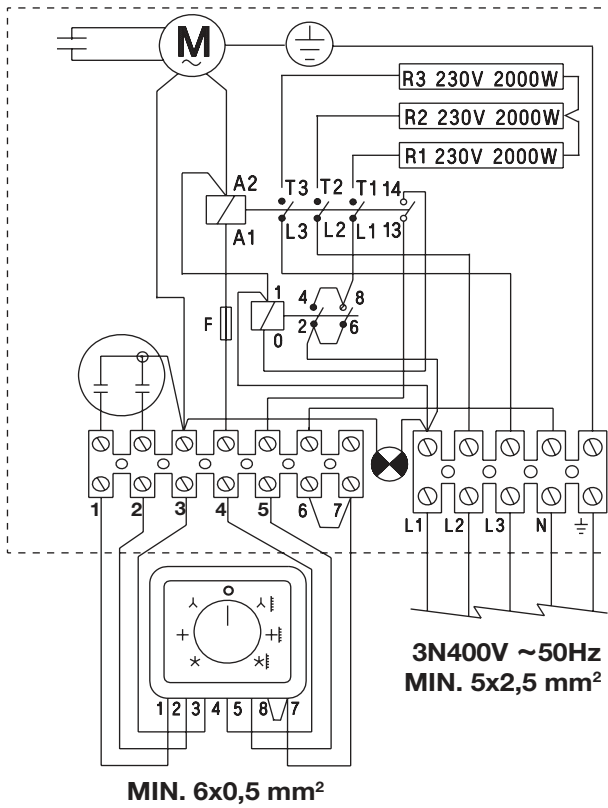 M
~
R3 230V 2000W
R2 230V 2000W
R1 230V 2000W
A2 T3 T2 T1 14
A1 L3 L2 L1 13
1 4 8
F
0 2 6
1 2 3 4 5 6 7
L1 L2 L3 N
1 2 3 4 5 8 7
3N400V ~50Hz
MIN. 5x2,5 mm²
MIN. 6x0,5 mm²